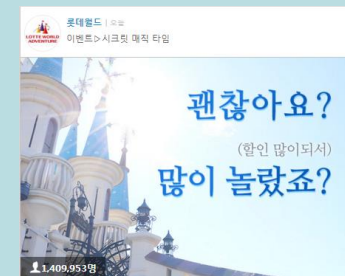 롯데월드 | 오늘
LOTTE WORLD
ADVENTURE
이벤트▷시크릿 매직 타임
괜찮아요?
(할인 많이되서)
많이 놀랐죠?
1,409,953명